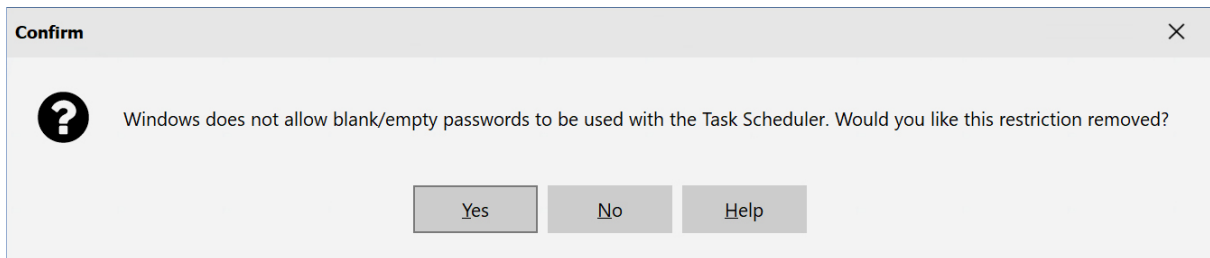 Confirm
Windows does not allow blank/empty passwords to be used with the Task Scheduler. Would you like this restriction removed?
Yes No Help